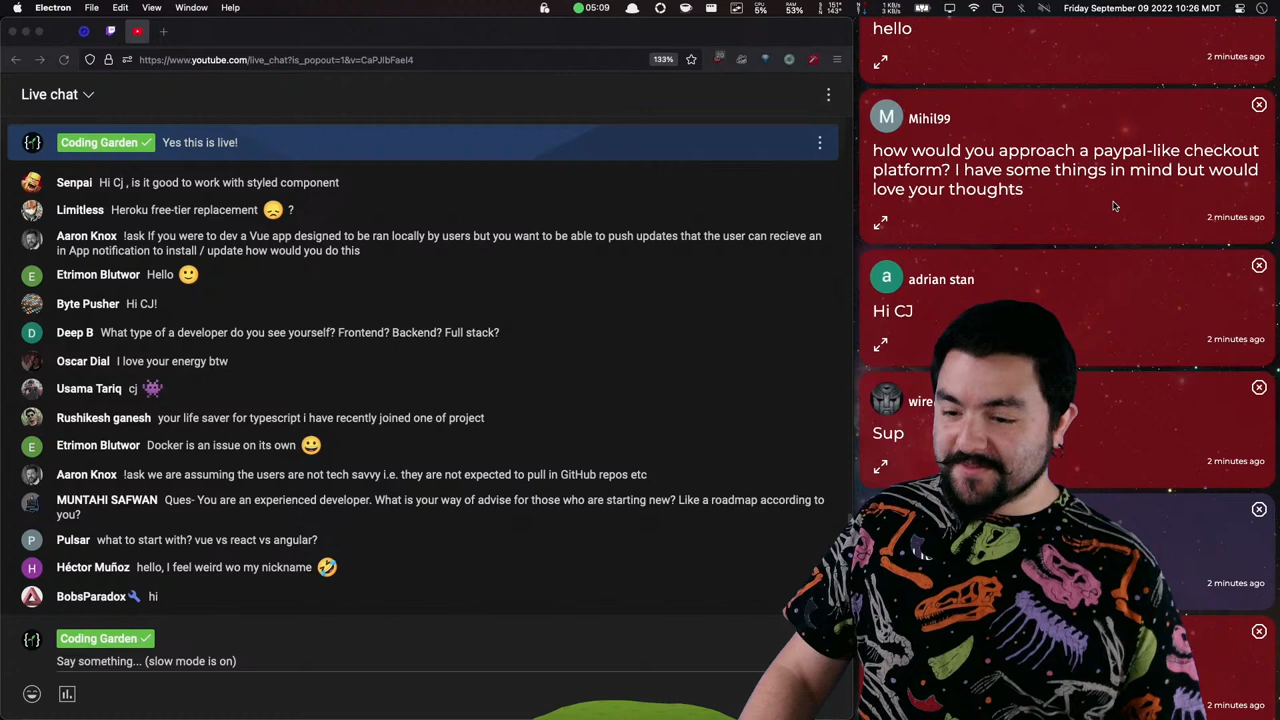 Electron File Edit View Window Help
05:09
CPU 5%
RAM 53%
151°
143°
1 KB/s
3 KB/s
Friday September 09 2022 10:26 MDT
https://www.youtube.com/live_chat?is_popout=1&v=CaPJlbFaeI4
133%
20
Live chat
Coding Garden Yes this is live!
Senpai Hi Cj , is it good to work with styled component
Limitless Heroku free-tier replacement 😞 ?
Aaron Knox !ask If you were to dev a Vue app designed to be ran locally by users but you want to be able to push updates that the user can recieve an
in App notification to install / update how would you do this
E Etrimon Blutwor Hello 🙂
Byte Pusher Hi CJ!
D Deep B What type of a developer do you see yourself? Frontend? Backend? Full stack?
Oscar Dial I love your energy btw
Usama Tariq cj 👾
Rushikesh ganesh your life saver for typescript i have recently joined one of project
E Etrimon Blutwor Docker is an issue on its own 😀
Aaron Knox !ask we are assuming the users are not tech savvy i.e. they are not expected to pull in GitHub repos etc
MUNTAHI SAFWAN Ques- You are an experienced developer. What is your way of advise for those who are starting new? Like a roadmap according to
you?
P Pulsar what to start with? vue vs react vs angular?
H Héctor Muñoz hello, I feel weird wo my nickname 🤣
BobsParadox🔧 hi
Coding Garden
Say something... (slow mode is on)
hello
2 minutes ago
M Mihil99
how would you approach a paypal-like checkout
platform? I have some things in mind but would
love your thoughts
2 minutes ago
a adrian stan
Hi CJ
2 minutes ago
wire
Sup
2 minutes ago
2 minutes ago
2 minutes ago